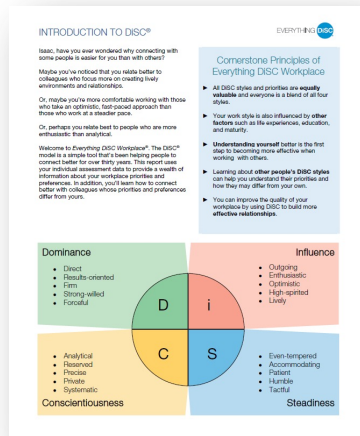 INTRODUCTION TO DiSC®
EVERYTHING DiSC
Isaac, have you ever wondered why connecting with
some people is easier for you than with others?
Maybe you've noticed that you relate better to
colleagues who focus more on creating lively
environments and relationships.
Or, maybe you're more comfortable working with those
who take an optimistic, fast-paced approach than
those who work at a steadier pace.
Or, perhaps you relate best to people who are more
enthusiastic than analytical.
Welcome to Everything DiSC Workplace®. The DiSC®
model is a simple tool that's been helping people to
connect better for over thirty years. This report uses
your individual assessment data to provide a wealth of
information about your workplace priorities and
preferences. In addition, you'll learn how to connect
better with colleagues whose priorities and preferences
differ from yours.
Cornerstone Principles of
Everything DiSC Workplace
► All DiSC styles and priorities are equally
valuable and everyone is a blend of all four
styles.
► Your work style is also influenced by other
factors such as life experiences, education,
and maturity.
► Understanding yourself better is the first
step to becoming more effective when
working with others.
► Learning about other people's DiSC styles
can help you understand their priorities and
how they may differ from your own.
► You can improve the quality of your
workplace by using DiSC to build more
effective relationships.
Dominance
• Direct
• Results-oriented
• Firm
• Strong-willed
• Forceful
Influence
• Outgoing
• Enthusiastic
• Optimistic
• High-spirited
• Lively
D
i
C
S
• Analytical
• Reserved
• Precise
• Private
• Systematic
Conscientiousness
• Even-tempered
• Accommodating
• Patient
• Humble
• Tactful
Steadiness